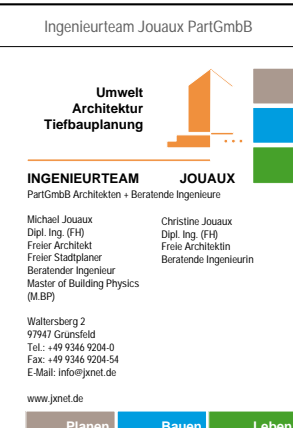 Ingenieurteam Jouaux PartGmbB
Umwelt
Architektur
Tiefbauplanung
INGENIEURTEAM JOUAUX
PartGmbB Architekten + Beratende Ingenieure
Michael Jouaux
Dipl. Ing. (FH)
Freier Architekt
Freier Stadtplaner
Beratender Ingenieur
Master of Building Physics
(M.BP)
Christine Jouaux
Dipl. Ing. (FH)
Freie Architektin
Beratende Ingenieurin
Waltersberg 2
97947 Grünsfeld
Tel.: +49 9346 9204-0
Fax: +49 9346 9204-54
E-Mail: info@jxnet.de
www.jxnet.de
Planen Bauen Leben